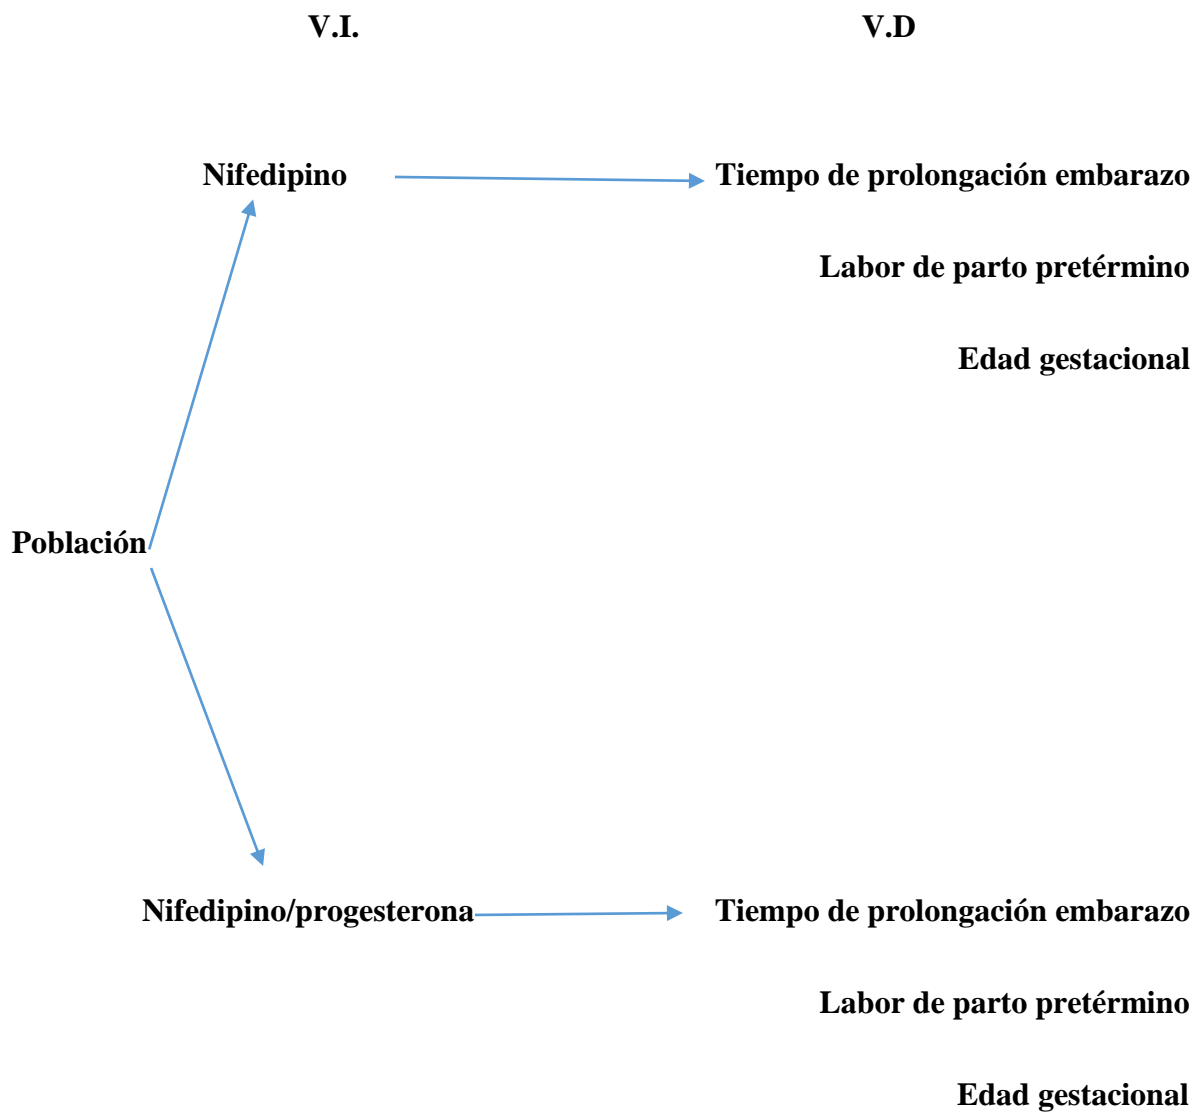 V.I. V.D
Nifedipino Tiempo de prolongación embarazo
Labor de parto pretérmino
Edad gestacional
Población
Nifedipino/progesterona Tiempo de prolongación embarazo
Labor de parto pretérmino
Edad gestacional